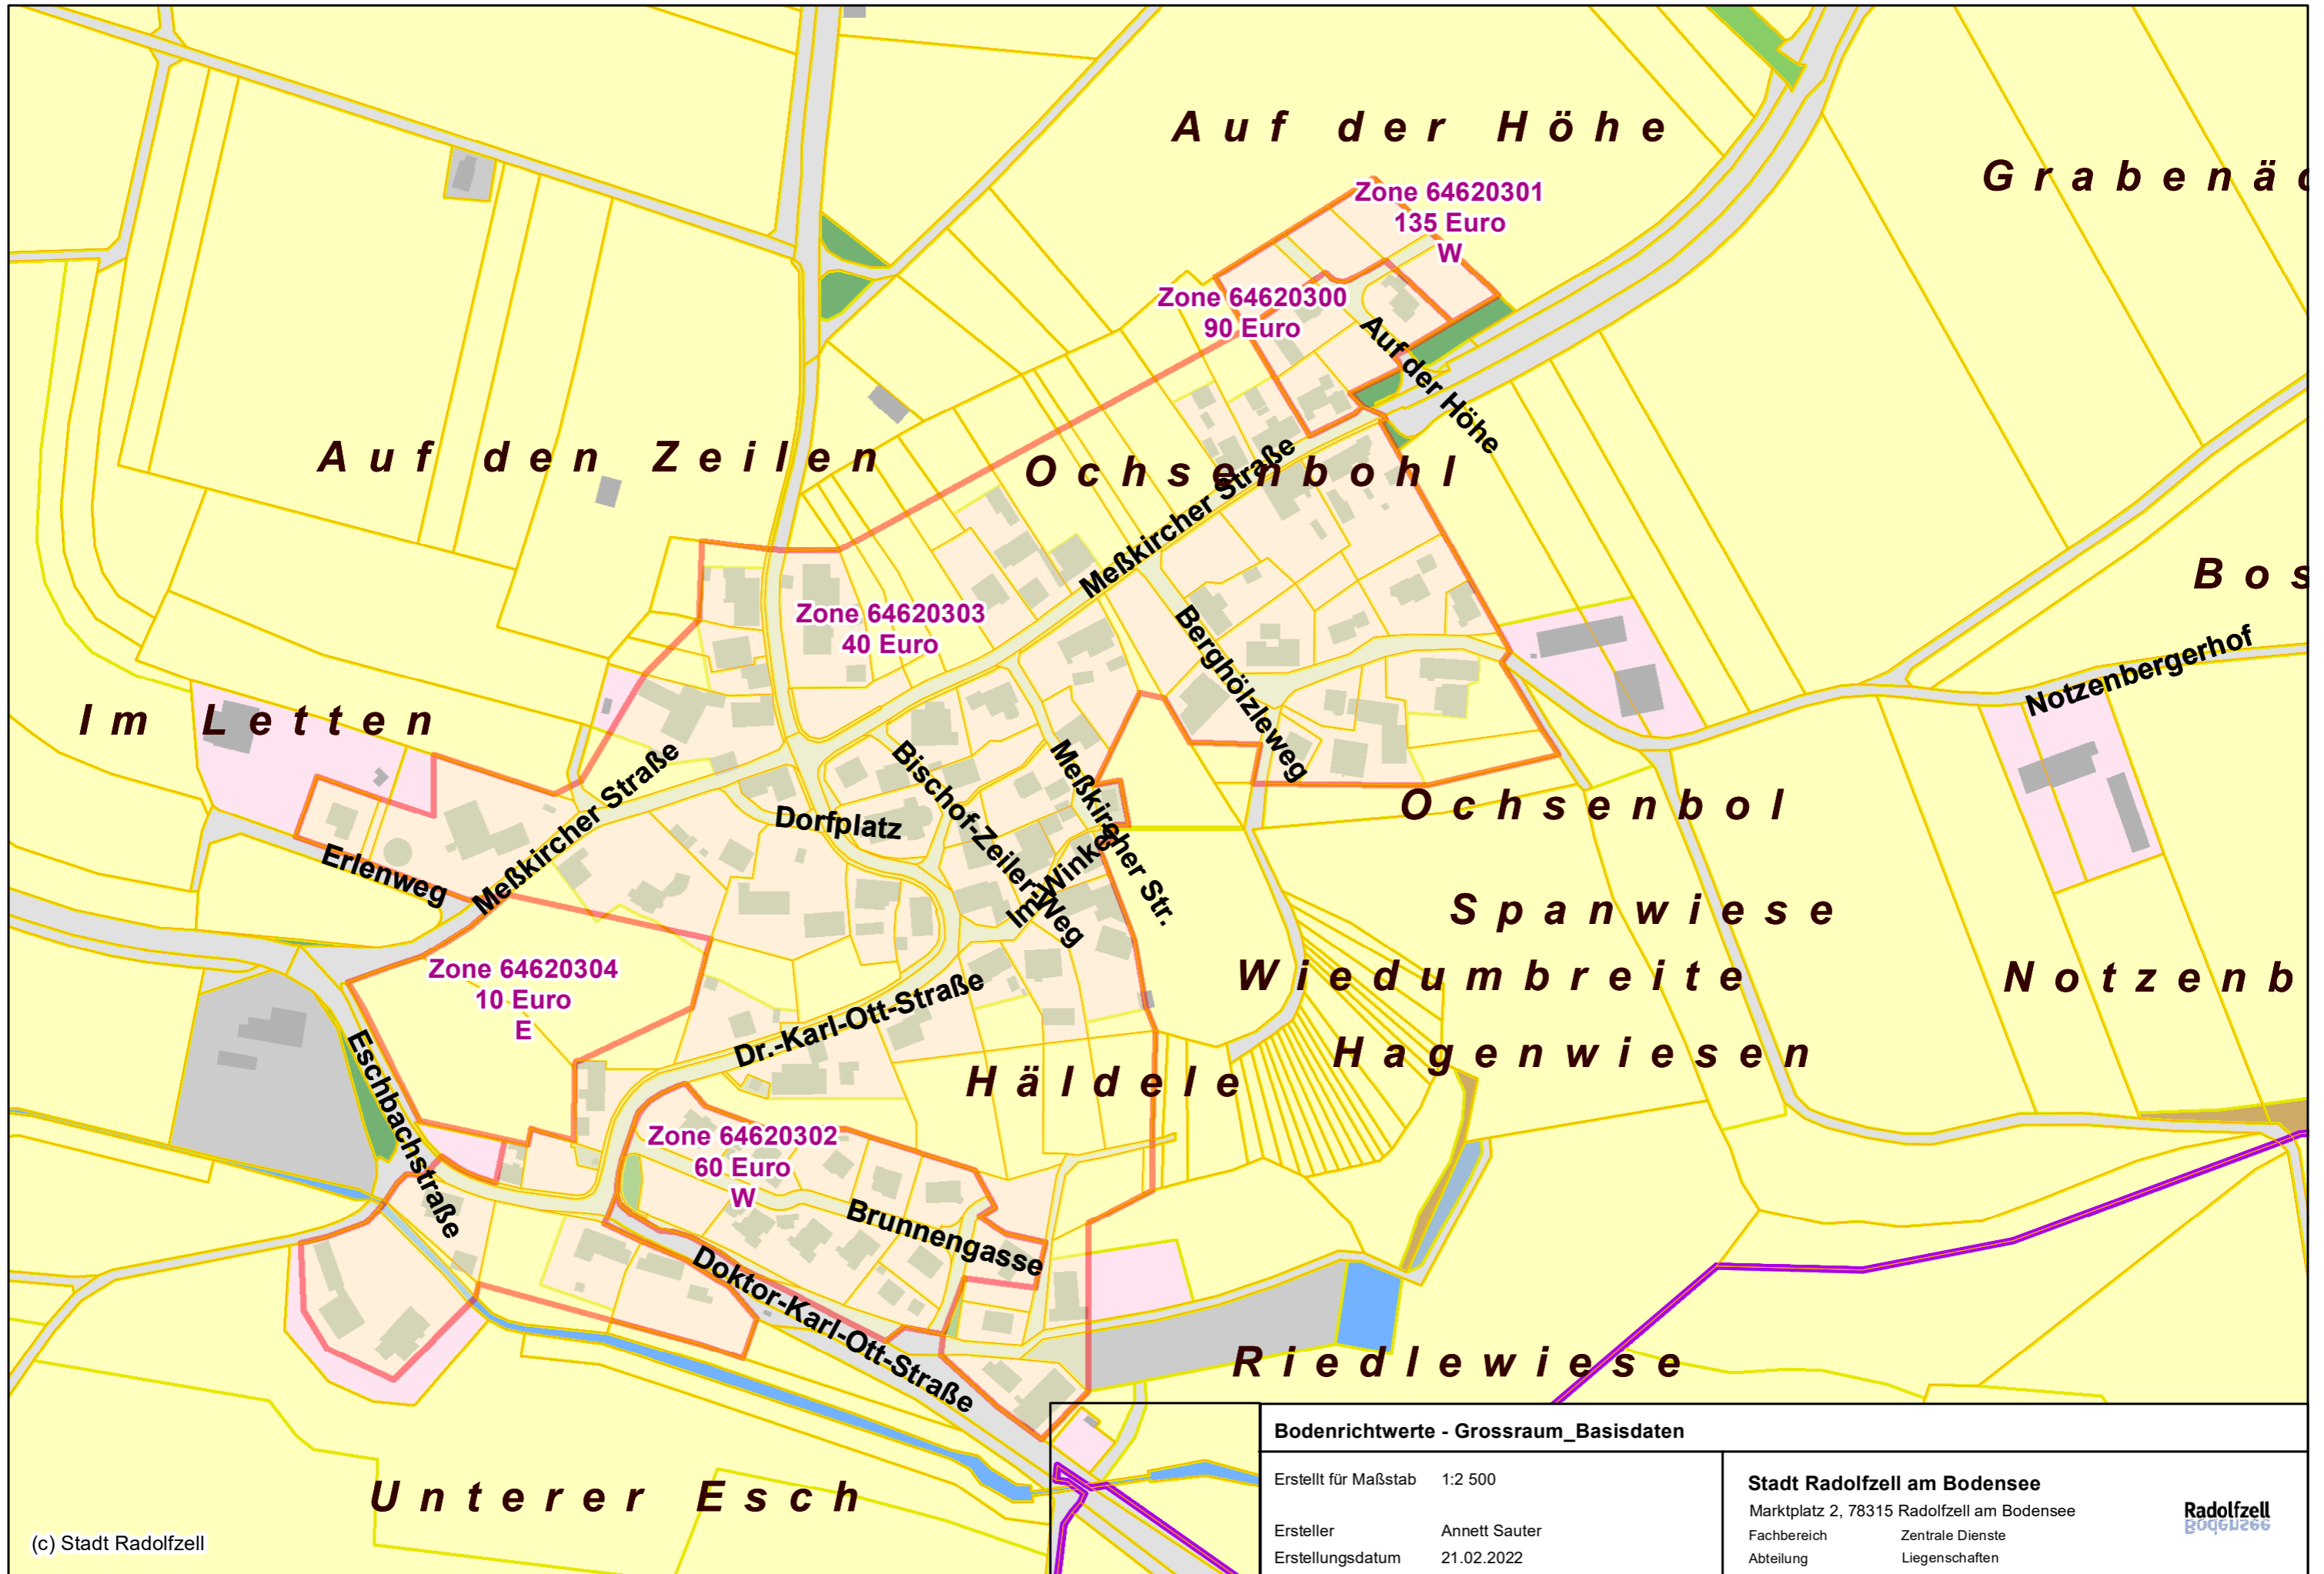 Auf der Höhe
Grabenäc
Zone 64620301
135 Euro
W
Zone 64620300
90 Euro
Auf der Höhe
Auf den Zeilen
Ochsenbohl
Meßkircher Straße
Bos
Zone 64620303
40 Euro
Berghölzleweg
Notzenbergerhof
Im Letten
Meßkircher Straße
Bischof-Zeiler-Weg
Meßkircher Str.
Dorfplatz
Ochsenbol
Im Winkel
Erlenweg
Spanwiese
Zone 64620304
10 Euro
E
Wiedumbreite
Notzenb
Dr.-Karl-Ott-Straße
Hagenwiesen
Eschbachstraße
Häldele
Zone 64620302
60 Euro
W
Brunnengasse
Doktor-Karl-Ott-Straße
Riedlewiese
Unterer Esch
(c) Stadt Radolfzell
Bodenrichtwerte - Grossraum_Basisdaten
Erstellt für Maßstab 1:2 500
Ersteller Annett Sauter
Erstellungsdatum 21.02.2022
Stadt Radolfzell am Bodensee
Marktplatz 2, 78315 Radolfzell am Bodensee
Fachbereich Zentrale Dienste
Abteilung Liegenschaften
Radolfzell
Bodensee